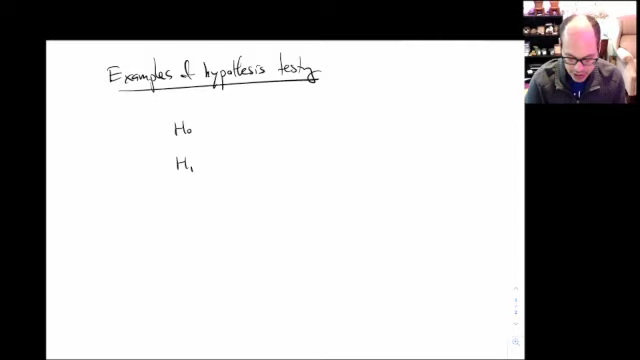 Examples of hypothesis testing
H₀
H₁